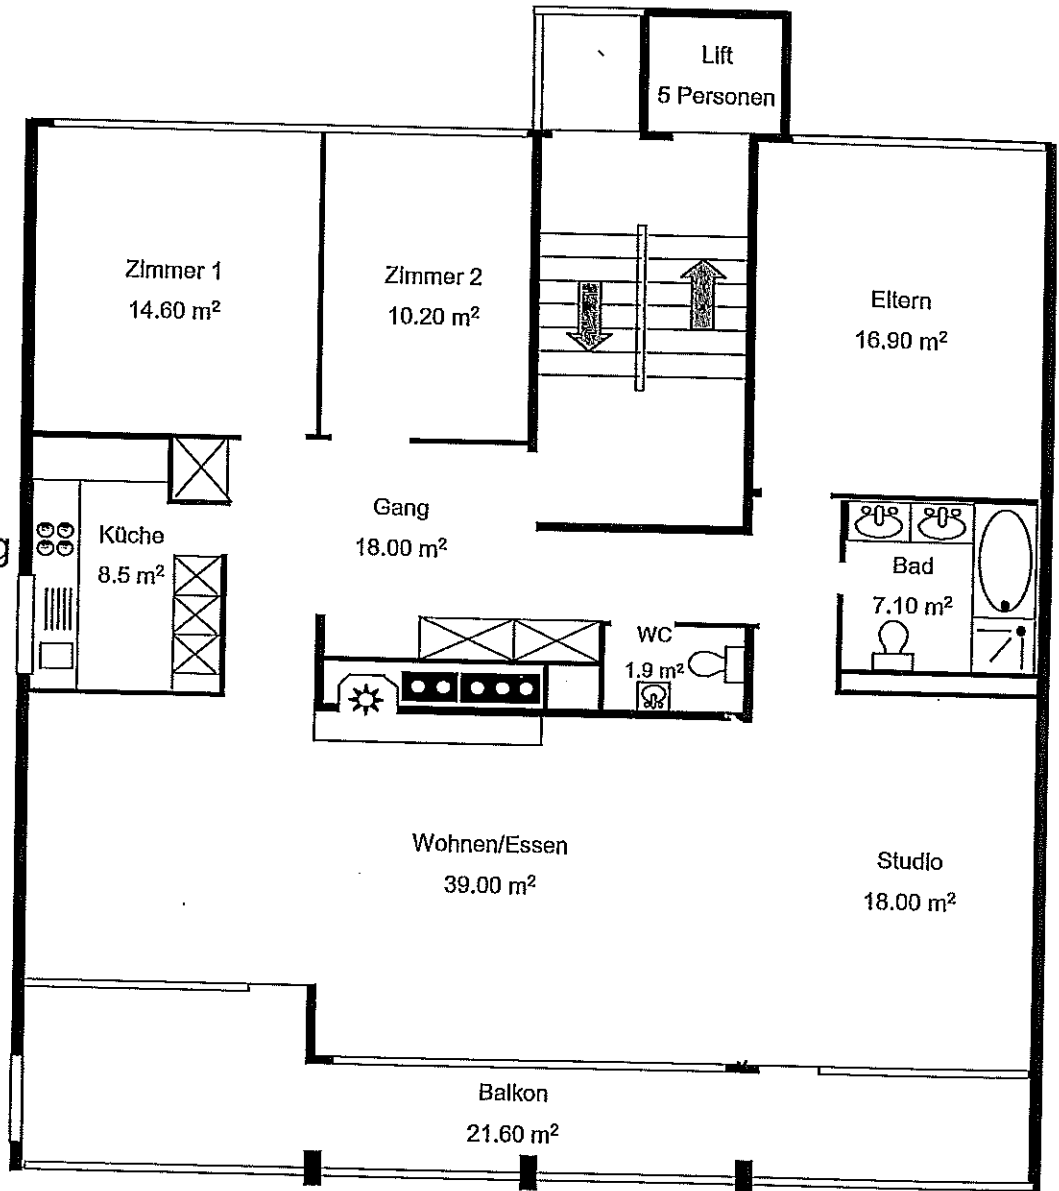 Lift
5 Personen
Zimmer 1
14.60 m²
Zimmer 2
10.20 m²
Eltern
16.90 m²
Gang
18.00 m²
Küche
8.5 m²
Bad
7.10 m²
WC
1.9 m²
Wohnen/Essen
39.00 m²
Studio
18.00 m²
Balkon
21.60 m²